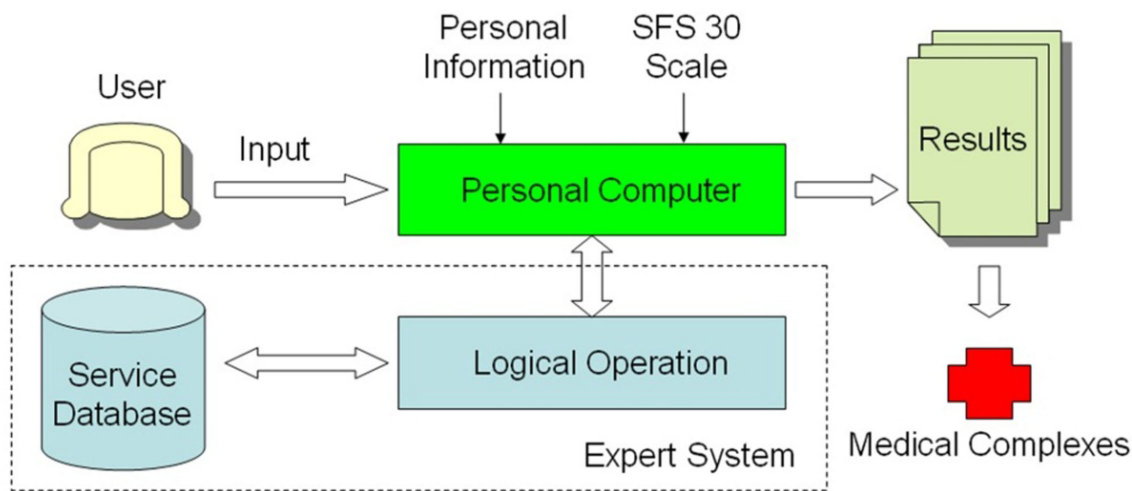 Personal
Information
SFS 30
Scale
User
Input
Personal Computer
Results
Service
Database
Logical Operation
Expert System
Medical Complexes